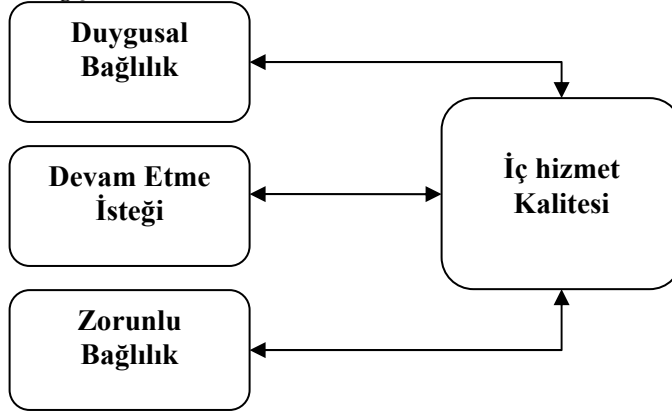 Duygusal
Bağlılık
Devam Etme
İsteği
İç hizmet
Kalitesi
Zorunlu
Bağlılık